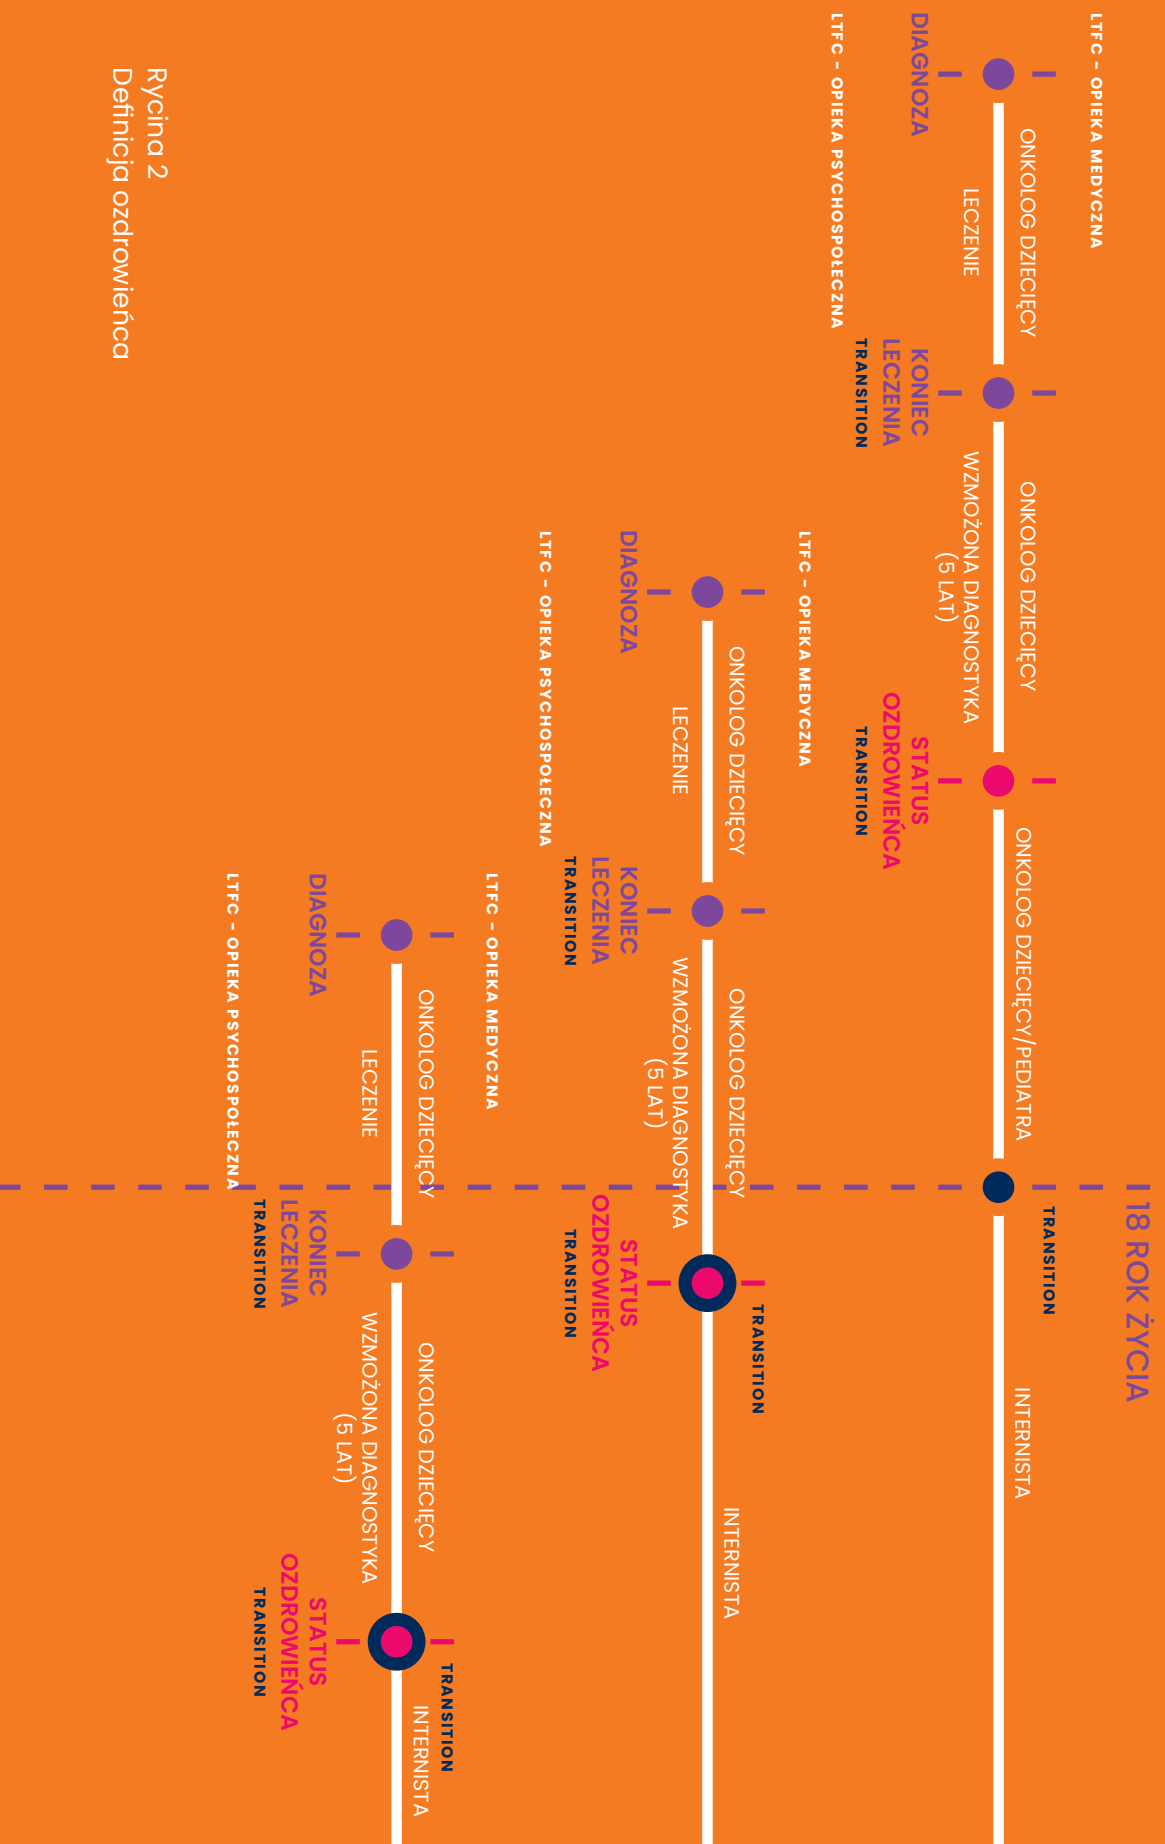 18 ROK ŻYCIA
LTFC – OPIEKA MEDYCZNA
TRANSITION
ONKOLOG DZIECIĘCY
ONKOLOG DZIECIĘCY
ONKOLOG DZIECIĘCY/PEDIATRA
INTERNISTA
LECZENIE
WZMOŻONA DIAGNOSTYKA
(5 LAT)
DIAGNOZA
KONIEC
LECZENIA
TRANSITION
STATUS
OZDROWIEŃCA
TRANSITION
LTFC – OPIEKA PSYCHOSPOŁECZNA
LTFC – OPIEKA MEDYCZNA
TRANSITION
ONKOLOG DZIECIĘCY
ONKOLOG DZIECIĘCY
INTERNISTA
LECZENIE
WZMOŻONA DIAGNOSTYKA
(5 LAT)
DIAGNOZA
KONIEC
LECZENIA
TRANSITION
STATUS
OZDROWIEŃCA
TRANSITION
LTFC – OPIEKA PSYCHOSPOŁECZNA
LTFC – OPIEKA MEDYCZNA
TRANSITION
ONKOLOG DZIECIĘCY
ONKOLOG DZIECIĘCY
INTERNISTA
LECZENIE
WZMOŻONA DIAGNOSTYKA
(5 LAT)
DIAGNOZA
KONIEC
LECZENIA
TRANSITION
STATUS
OZDROWIEŃCA
TRANSITION
LTFC – OPIEKA PSYCHOSPOŁECZNA
Rycina 2
Definicja ozdrowieńca